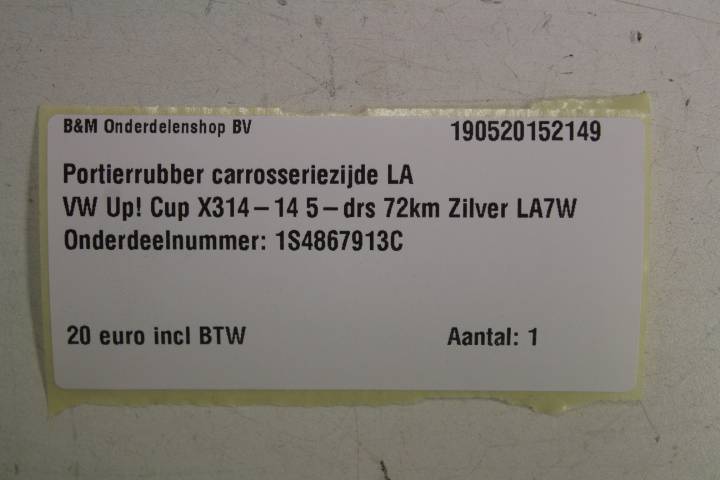 B&M Onderdelenshop BV 190520152149
Portierrubber carrosseriezijde LA
VW Up! Cup X314-14 5-drs 72km Zilver LA7W
Onderdeelnummer: 1S4867913C
20 euro incl BTW Aantal: 1